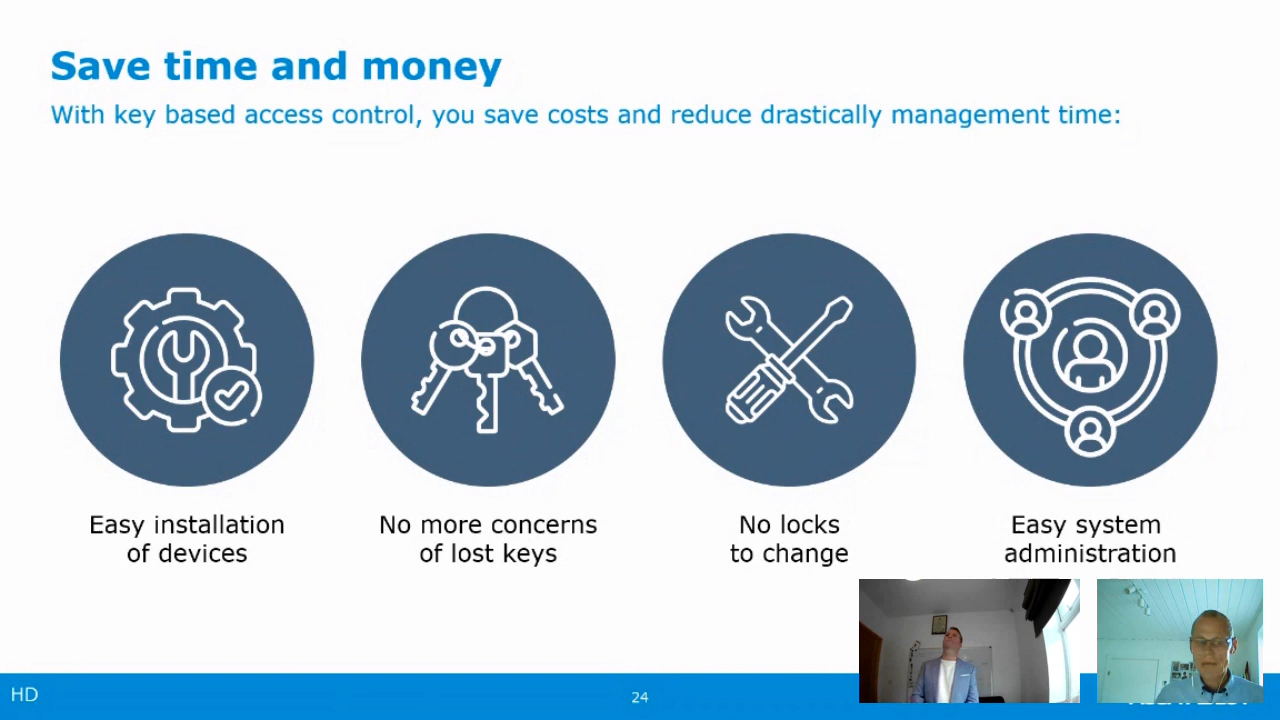 Save time and money
With key based access control, you save costs and reduce drastically management time:
Easy installation
of devices
No more concerns
of lost keys
No locks
to change
Easy system
administration
HD
24